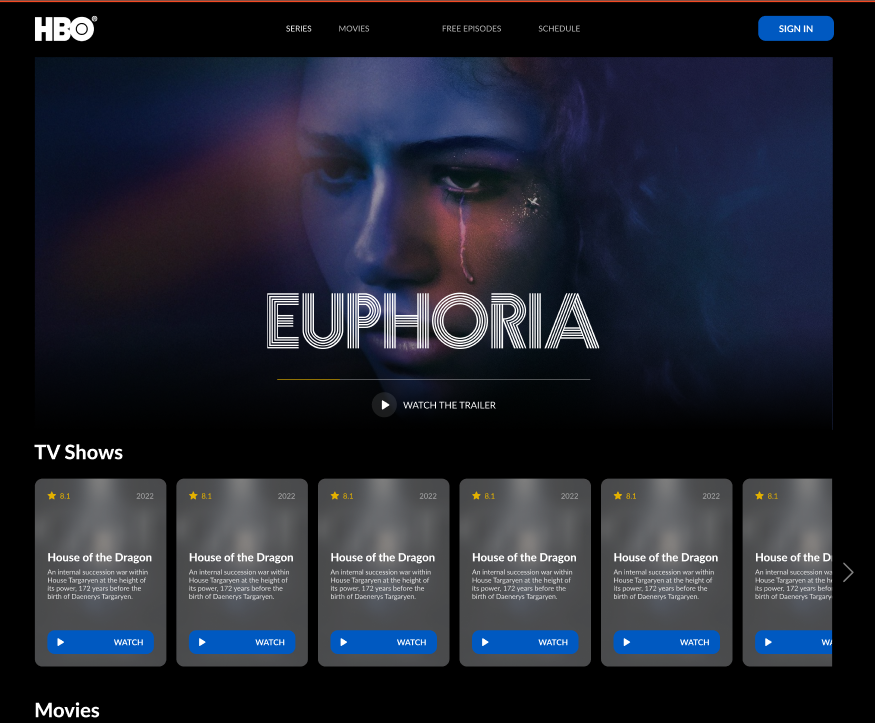 HBO®
SERIES MOVIES FREE EPISODES SCHEDULE SIGN IN
EUPHORIA
WATCH THE TRAILER
TV Shows
8.1 2022
House of the Dragon
An internal succession war within
House Targaryen at the height of
its power, 172 years before the
birth of Daenerys Targaryen.
WATCH
8.1 2022
House of the Dragon
An internal succession war within
House Targaryen at the height of
its power, 172 years before the
birth of Daenerys Targaryen.
WATCH
8.1 2022
House of the Dragon
An internal succession war within
House Targaryen at the height of
its power, 172 years before the
birth of Daenerys Targaryen.
WATCH
8.1 2022
House of the Dragon
An internal succession war within
House Targaryen at the height of
its power, 172 years before the
birth of Daenerys Targaryen.
WATCH
8.1 2022
House of the Dragon
An internal succession war within
House Targaryen at the height of
its power, 172 years before the
birth of Daenerys Targaryen.
WATCH
8.1
House of the D
An internal succession wa
House Targaryen at the h
its power, 172 years befo
birth of Daenerys Targary
WA
Movies